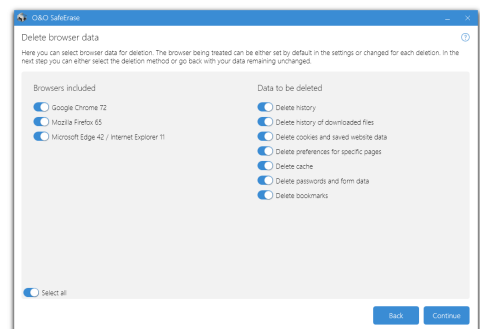 O&O SafeErase
Delete browser data
Here you can select browser data for deletion. The browser being treated can be either set by default in the settings or changed for each deletion. In the
next step you can either select the deletion method or go back with your data remaining unchanged.
Browsers included
Google Chrome 72
Mozilla Firefox 65
Microsoft Edge 42 / Internet Explorer 11
Data to be deleted
Delete history
Delete history of downloaded files
Delete cookies and saved website data
Delete preferences for specific pages
Delete cache
Delete passwords and form data
Delete bookmarks
Select all
Back
Continue